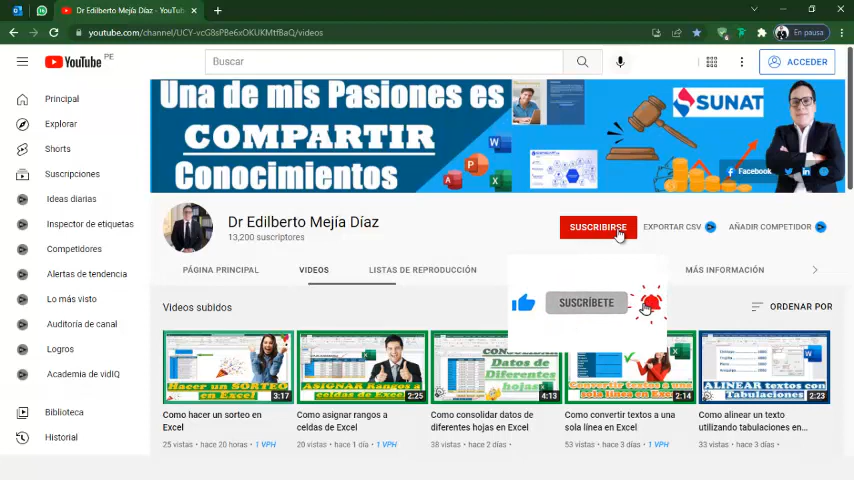 Dr Edilberto Mejía Díaz - YouTub
youtube.com/channel/UCY-vcG8sPBe6xOKUKMtfBaQ/videos
En pausa
YouTube PE
Buscar
ACCEDER
Principal
Explorar
Shorts
Suscripciones
Ideas diarias
Inspector de etiquetas
Competidores
Alertas de tendencia
Lo más visto
Auditoría de canal
Logros
Academia de vidIQ
Biblioteca
Historial
Una de mis Pasiones es
COMPARTIR
Conocimientos
SUNAT
Facebook
Dr Edilberto Mejía Díaz
13,200 suscriptores
SUSCRIBIRSE
EXPORTAR CSV
AÑADIR COMPETIDOR
PÁGINA PRINCIPAL
VIDEOS
LISTAS DE REPRODUCCIÓN
MÁS INFORMACIÓN
SUSCRÍBETE
Videos subidos
ORDENAR POR
Hacer un SORTEO
en Excel
3:17
ASIGNAR Rangos a
celdas de Excel
2:25
CONSOLIDAR
Datos de
Diferentes
hojas
4:13
Convertir textos a una
sola línea en Excel
2:14
ALINEAR textos con
Tabulaciones
2:23
Como hacer un sorteo en
Excel
25 vistas • hace 20 horas • 1 VPH
Como asignar rangos a
celdas de Excel
20 vistas • hace 1 día • 1 VPH
Como consolidar datos de
diferentes hojas en Excel
38 vistas • hace 2 días •
Como convertir textos a una
sola línea en Excel
53 vistas • hace 3 días • 1 VPH
Como alinear un texto
utilizando tabulaciones en...
33 vistas • hace 3 días •